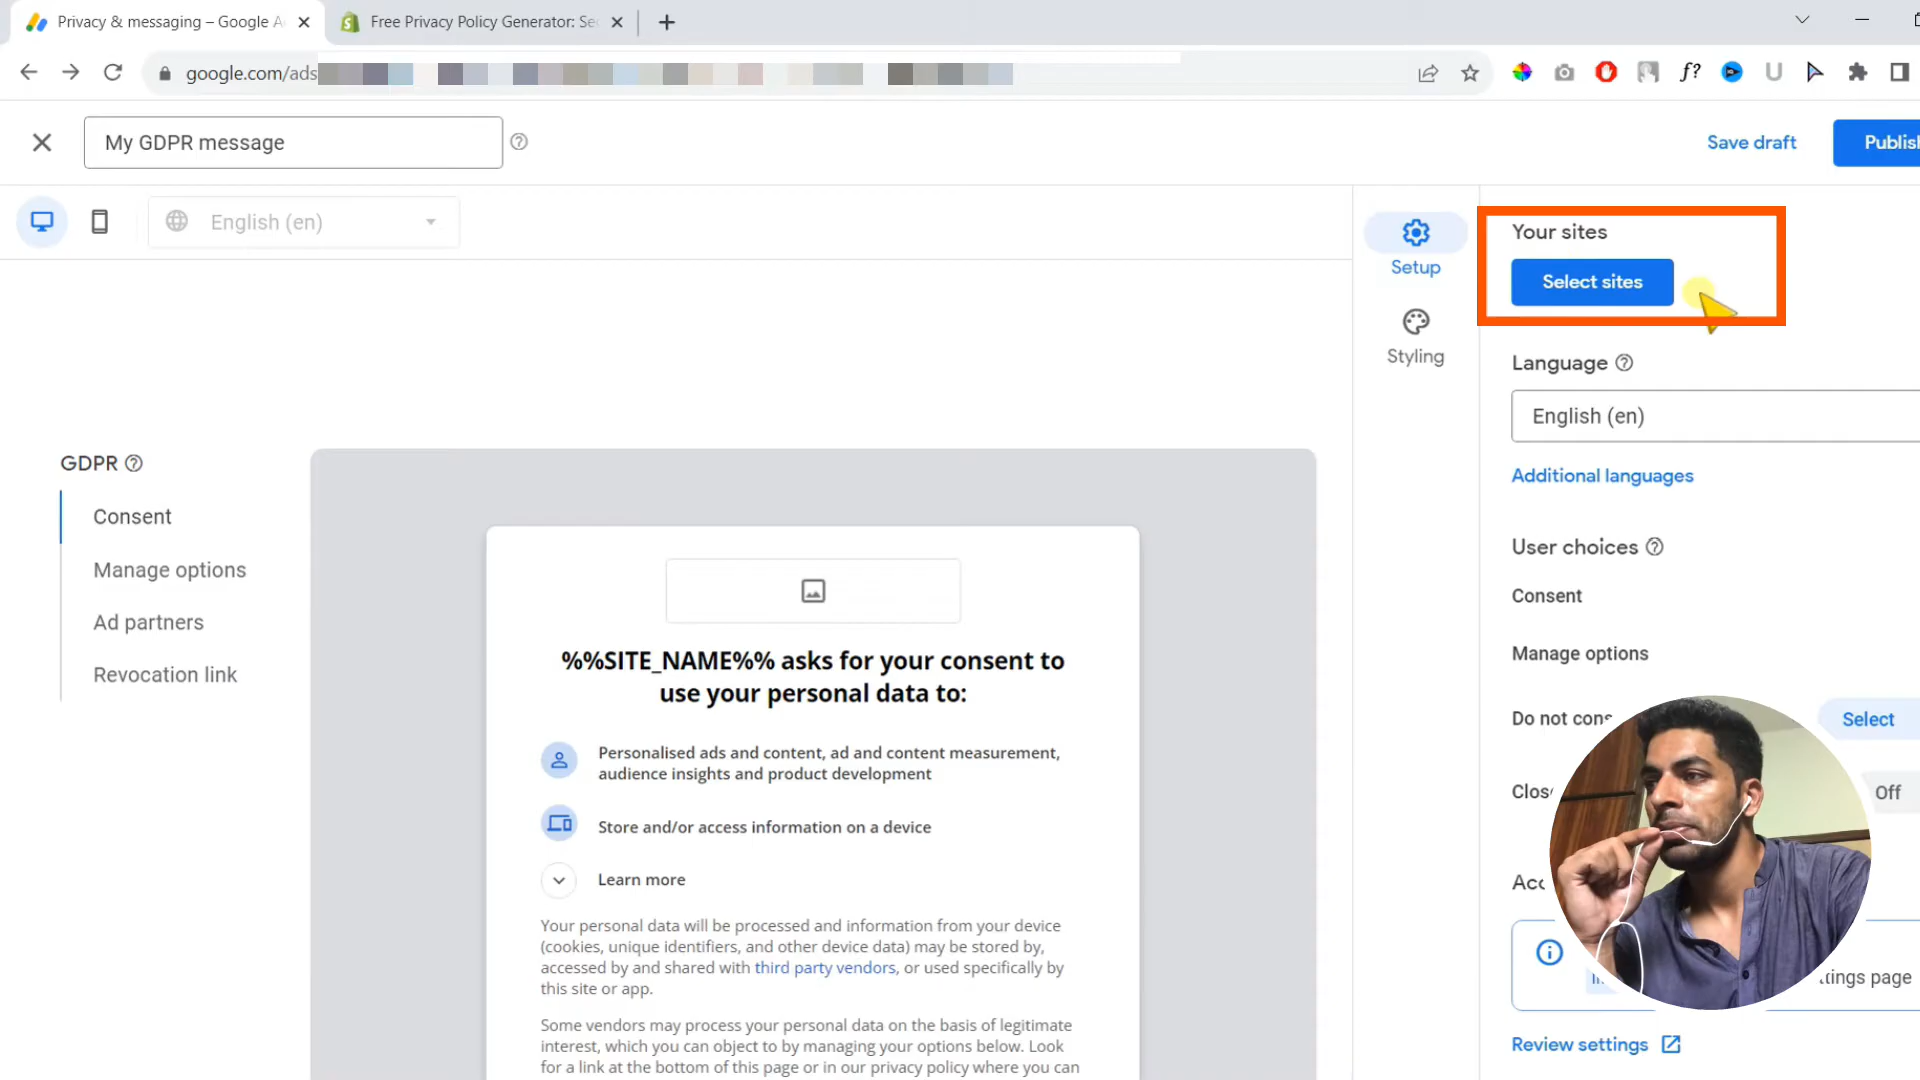 Privacy & messaging – Google A
Free Privacy Policy Generator: Se
google.com/ads
My GDPR message
Save draft
Publish
English (en)
Setup
Styling
Your sites
Select sites
Language
English (en)
Additional languages
User choices
Consent
Manage options
Do not cons
Select
Close
Off
Acc
tings page
Review settings
GDPR
Consent
Manage options
Ad partners
Revocation link
%%SITE_NAME%% asks for your consent to
use your personal data to:
Personalised ads and content, ad and content measurement,
audience insights and product development
Store and/or access information on a device
Learn more
Your personal data will be processed and information from your device
(cookies, unique identifiers, and other device data) may be stored by,
accessed by and shared with third party vendors, or used specifically by
this site or app.
Some vendors may process your personal data on the basis of legitimate
interest, which you can object to by managing your options below. Look
for a link at the bottom of this page or in our privacy policy where you can